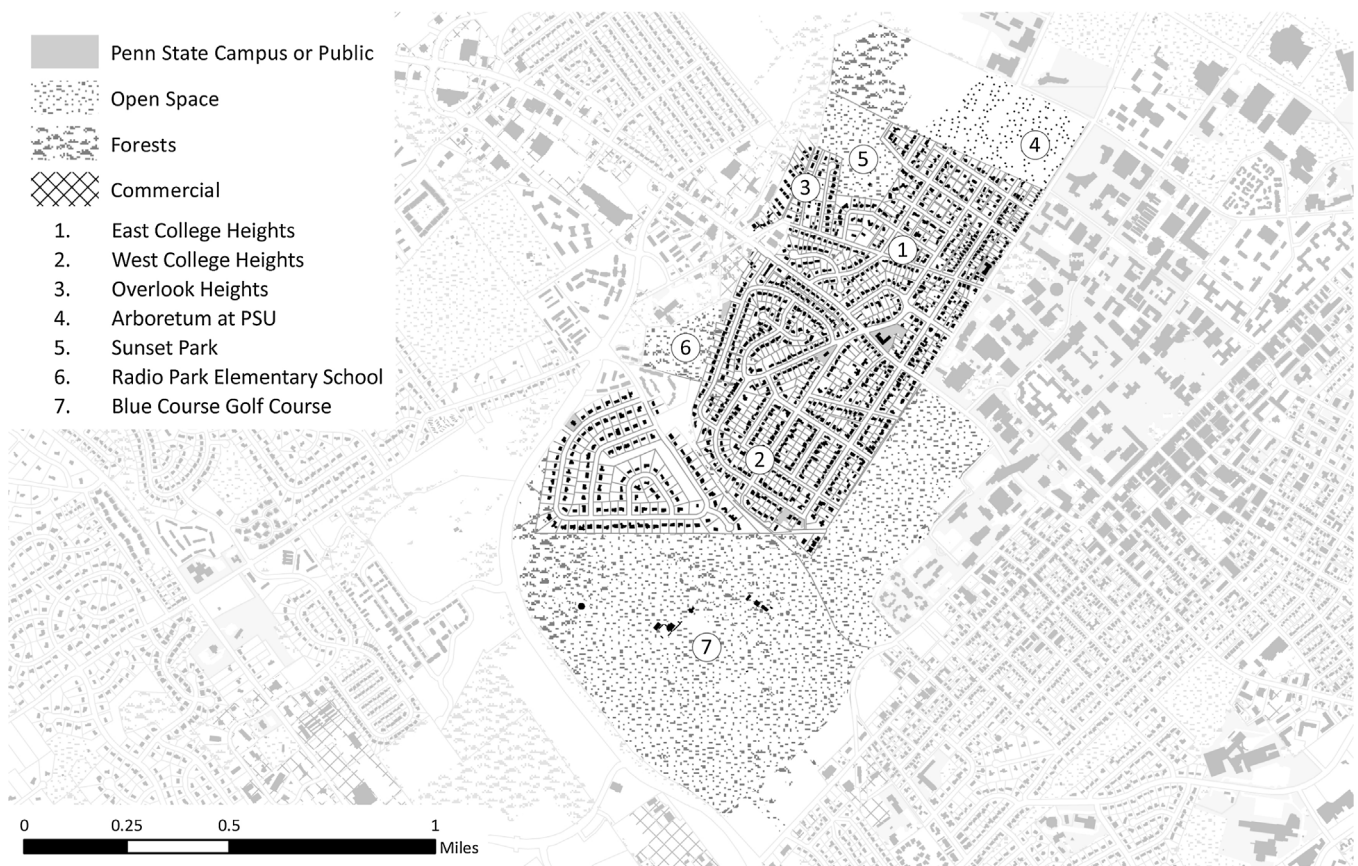 Penn State Campus or Public
Open Space
Forests
Commercial
1. East College Heights
2. West College Heights
3. Overlook Heights
4. Arboretum at PSU
5. Sunset Park
6. Radio Park Elementary School
7. Blue Course Golf Course
4
5
3
1
6
2
7
0 0.25 0.5 1
Miles